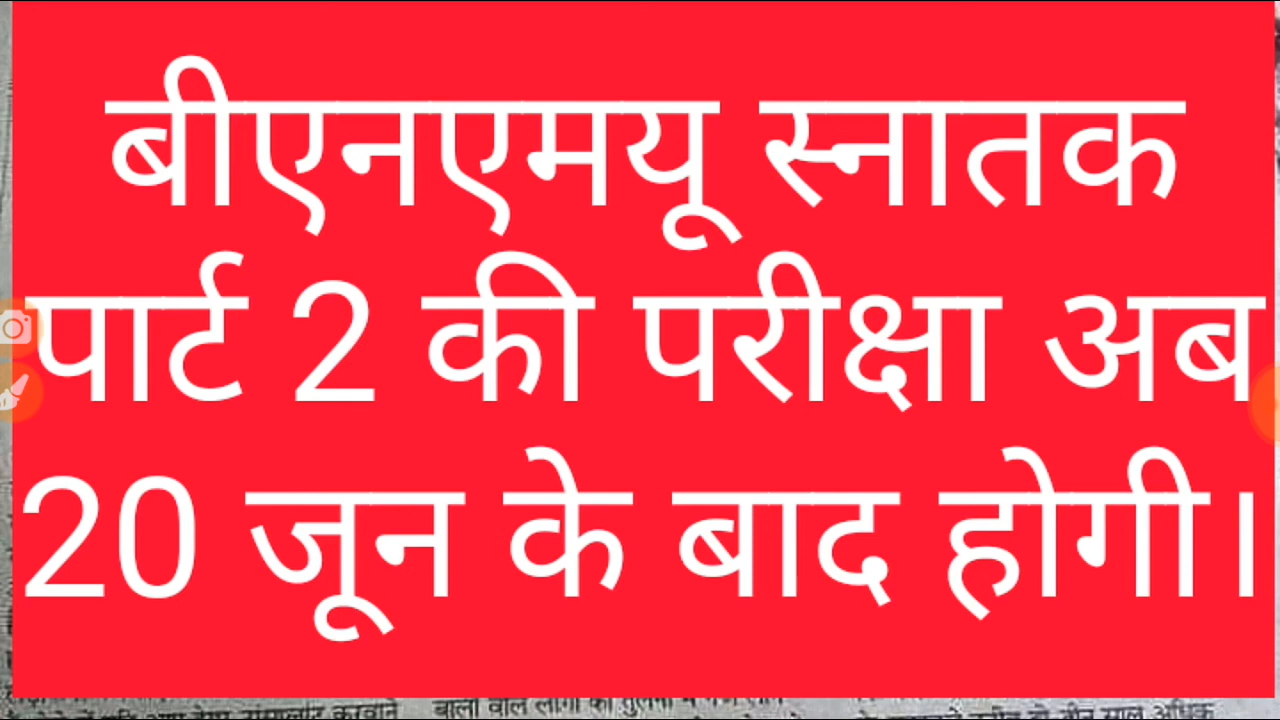 बीएनएमयू स्नातक
पार्ट 2 की परीक्षा अब
20 जून के बाद होगी।